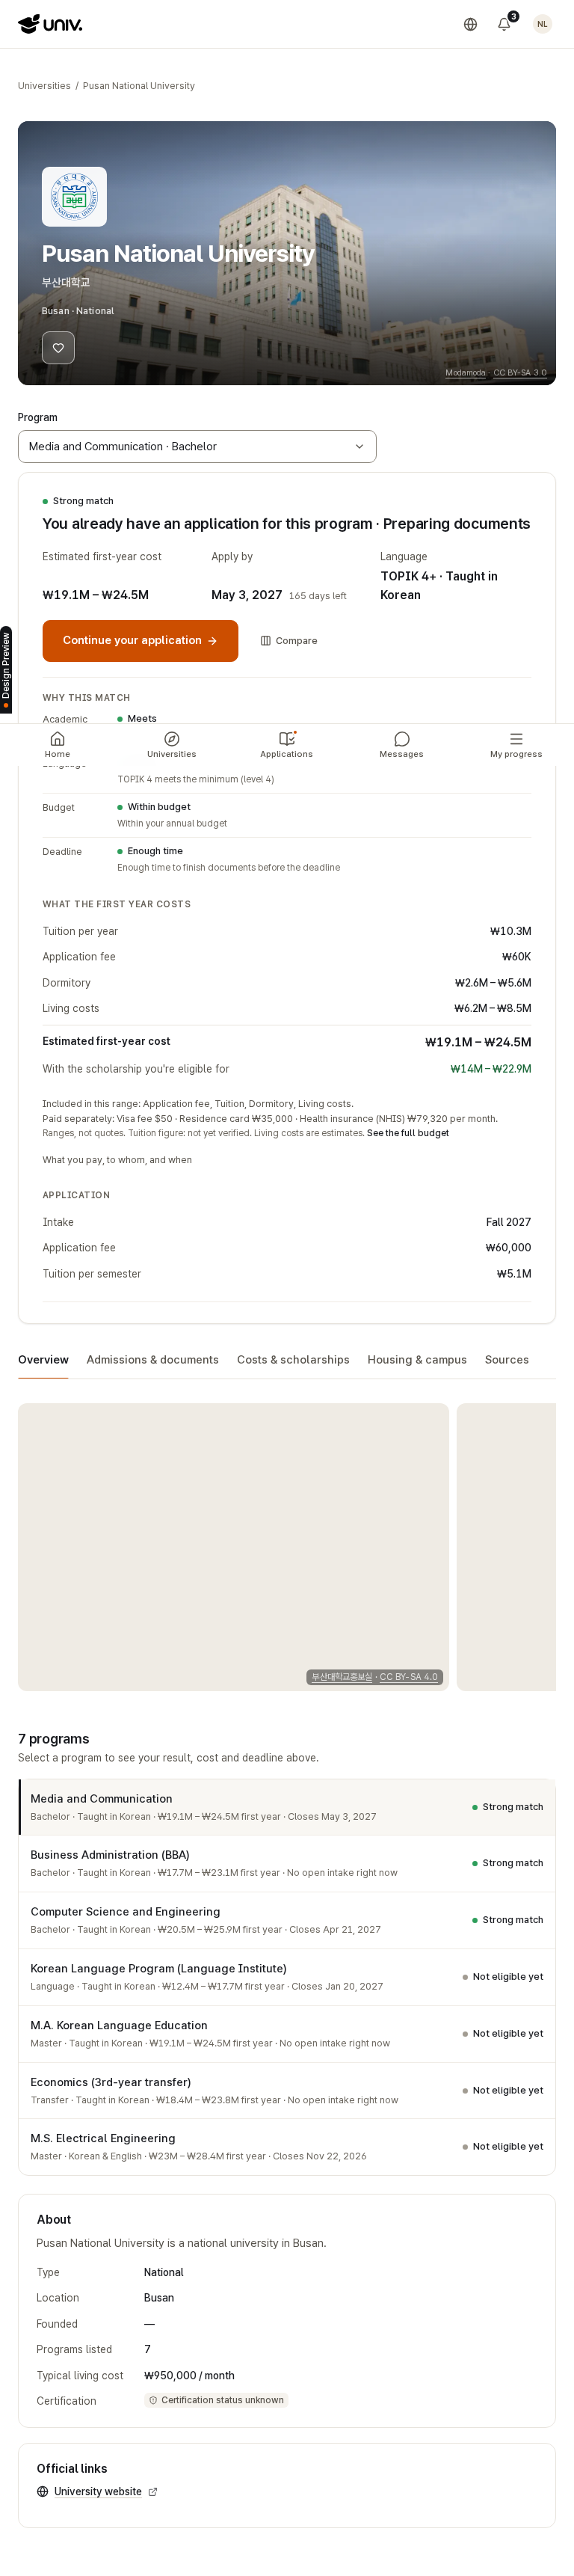 UNIV.
3
NL
Universities / Pusan National University
PUSAN NATIONAL UNIVERSITY
Pusan National University
부산대학교
Busan · National
Modamoda · CC BY-SA 3.0
Program
Media and Communication · Bachelor
Strong match
You already have an application for this program · Preparing documents
Estimated first-year cost
₩19.1M – ₩24.5M
Apply by
May 3, 2027 165 days left
Language
TOPIK 4+ · Taught in
Korean
Continue your application →
Compare
Design Preview
WHY THIS MATCH
Academic
Meets
Home
Universities
Applications
Messages
My progress
TOPIK 4 meets the minimum (level 4)
Budget
Within budget
Within your annual budget
Deadline
Enough time
Enough time to finish documents before the deadline
WHAT THE FIRST YEAR COSTS
Tuition per year ₩10.3M
Application fee ₩60K
Dormitory ₩2.6M – ₩5.6M
Living costs ₩6.2M – ₩8.5M
Estimated first-year cost ₩19.1M – ₩24.5M
With the scholarship you're eligible for ₩14M – ₩22.9M
Included in this range: Application fee, Tuition, Dormitory, Living costs.
Paid separately: Visa fee $50 · Residence card ₩35,000 · Health insurance (NHIS) ₩79,320 per month.
Ranges, not quotes. Tuition figure: not yet verified. Living costs are estimates. See the full budget
What you pay, to whom, and when
APPLICATION
Intake Fall 2027
Application fee ₩60,000
Tuition per semester ₩5.1M
Overview
Admissions & documents
Costs & scholarships
Housing & campus
Sources
부산대학교홍보실 · CC BY-SA 4.0
7 programs
Select a program to see your result, cost and deadline above.
Media and Communication
Bachelor · Taught in Korean · ₩19.1M – ₩24.5M first year · Closes May 3, 2027
Strong match
Business Administration (BBA)
Bachelor · Taught in Korean · ₩17.7M – ₩23.1M first year · No open intake right now
Strong match
Computer Science and Engineering
Bachelor · Taught in Korean · ₩20.5M – ₩25.9M first year · Closes Apr 21, 2027
Strong match
Korean Language Program (Language Institute)
Language · Taught in Korean · ₩12.4M – ₩17.7M first year · Closes Jan 20, 2027
Not eligible yet
M.A. Korean Language Education
Master · Taught in Korean · ₩19.1M – ₩24.5M first year · No open intake right now
Not eligible yet
Economics (3rd-year transfer)
Transfer · Taught in Korean · ₩18.4M – ₩23.8M first year · No open intake right now
Not eligible yet
M.S. Electrical Engineering
Master · Korean & English · ₩23M – ₩28.4M first year · Closes Nov 22, 2026
Not eligible yet
About
Pusan National University is a national university in Busan.
Type National
Location Busan
Founded —
Programs listed 7
Typical living cost ₩950,000 / month
Certification Certification status unknown
Official links
University website